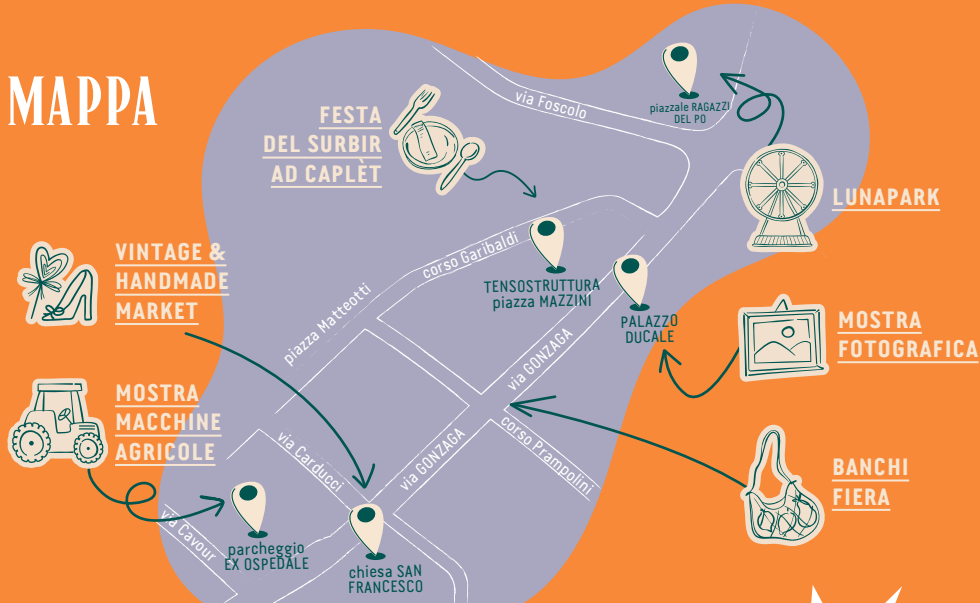 MAPPA
FESTA
DEL SURBIR
AD CAPLÈT
via Foscolo
piazzale RAGAZZI
DEL PO
LUNAPARK
VINTAGE &
HANDMADE
MARKET
corso Garibaldi
TENSOSTRUTTURA
piazza MAZZINI
piazza Matteotti
PALAZZO
DUCALE
MOSTRA
FOTOGRAFICA
via GONZAGA
MOSTRA
MACCHINE
AGRICOLE
via Carducci
via GONZAGA
corso Prampolini
BANCHI
FIERA
via Cavour
parcheggio
EX OSPEDALE
chiesa SAN
FRANCESCO